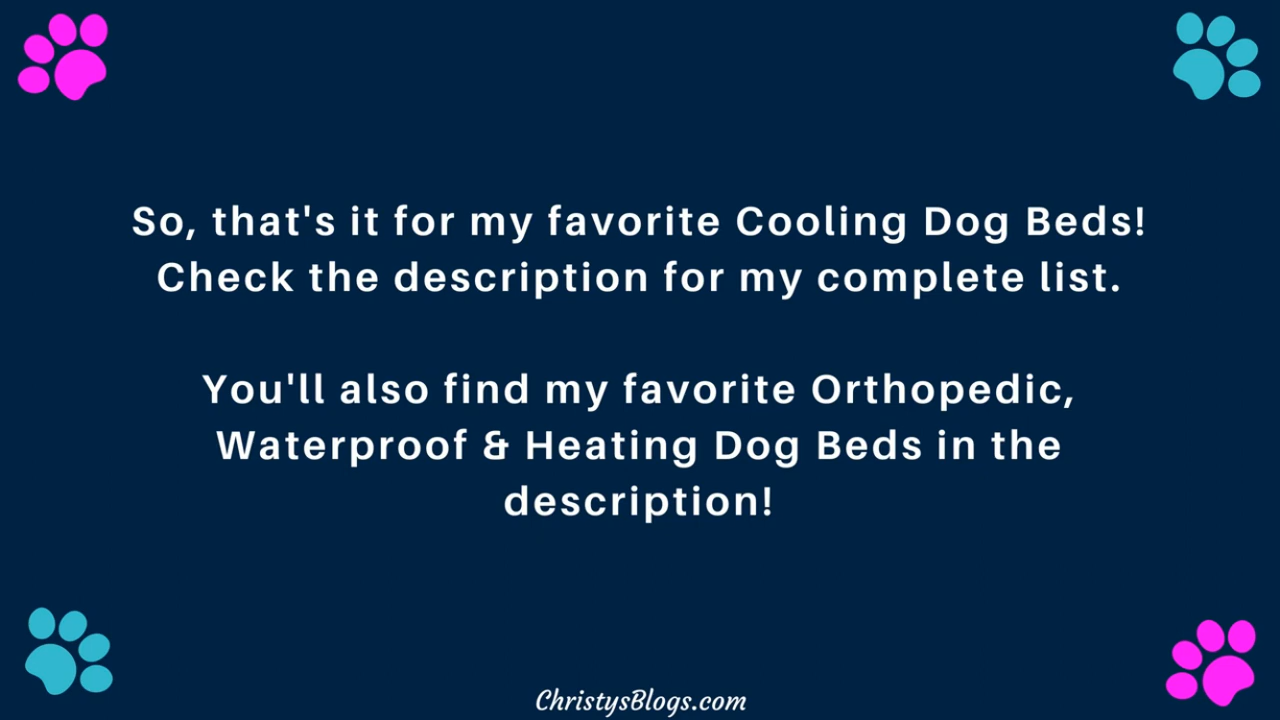 So, that's it for my favorite Cooling Dog Beds!
Check the description for my complete list.
You'll also find my favorite Orthopedic,
Waterproof & Heating Dog Beds in the
description!
ChristysBlogs.com